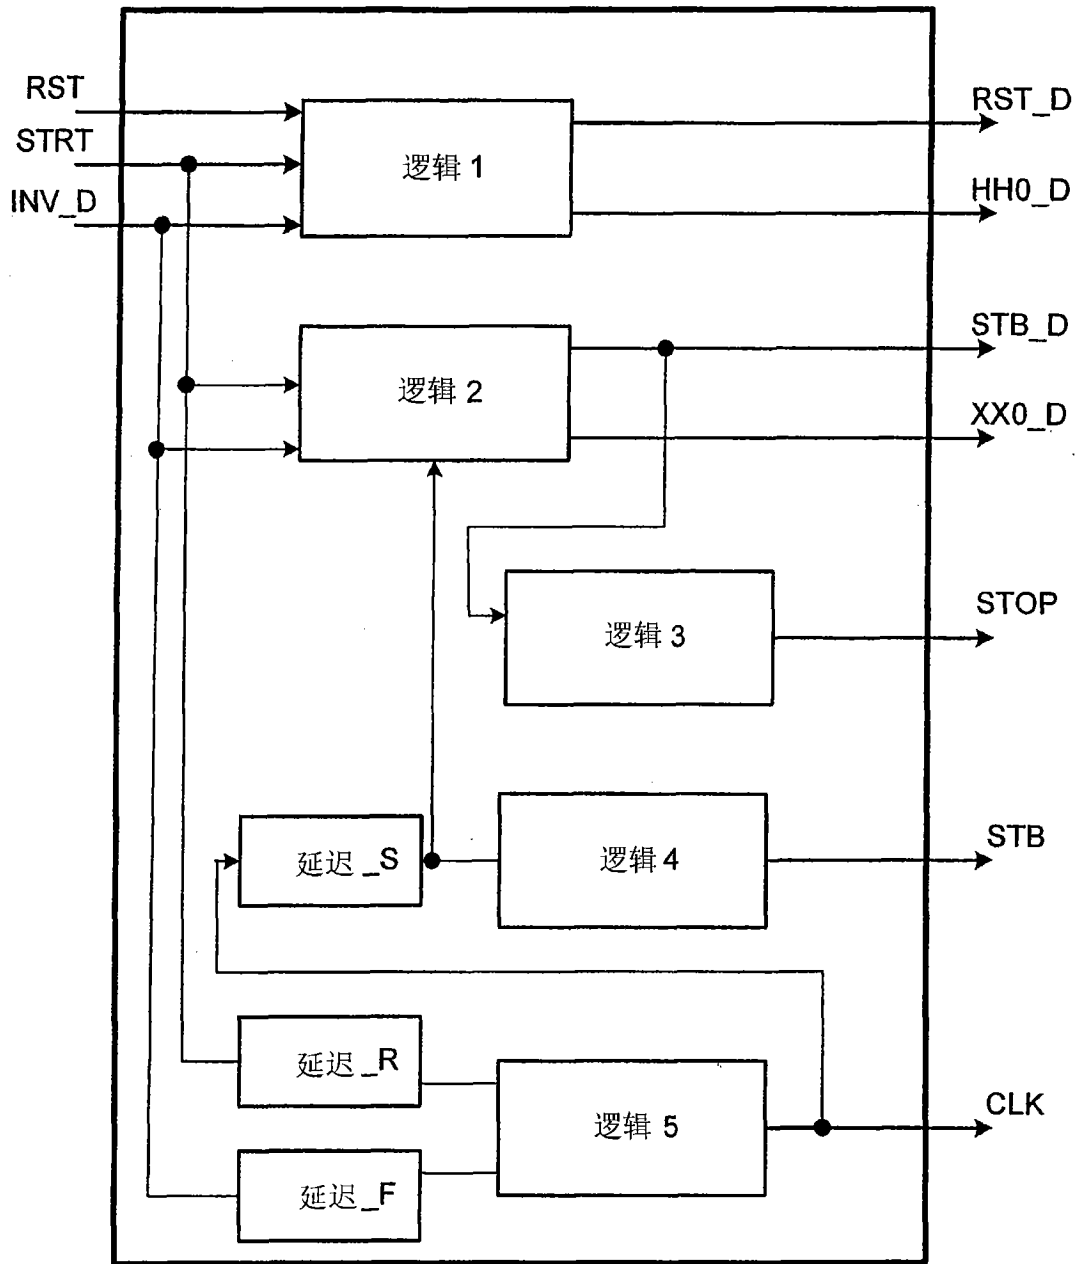 RST
STRT
INV_D
逻辑 1
RST_D
HH0_D
逻辑 2
STB_D
XX0_D
逻辑 3
STOP
延迟 _S
逻辑 4
STB
延迟 _R
延迟 _F
逻辑 5
CLK